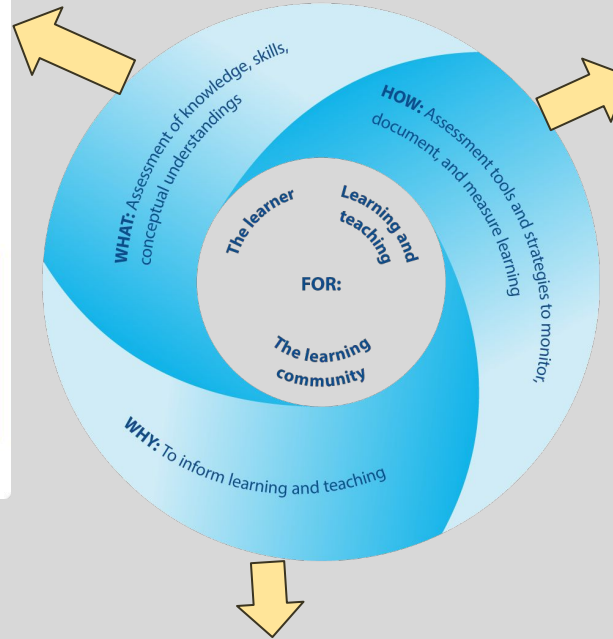 WHAT: Assessment of knowledge, skills,
conceptual understandings
HOW: Assessment tools and strategies to monitor,
document, and measure learning
The learner
Learning and
teaching
FOR:
The learning
community
WHY: To inform learning and teaching